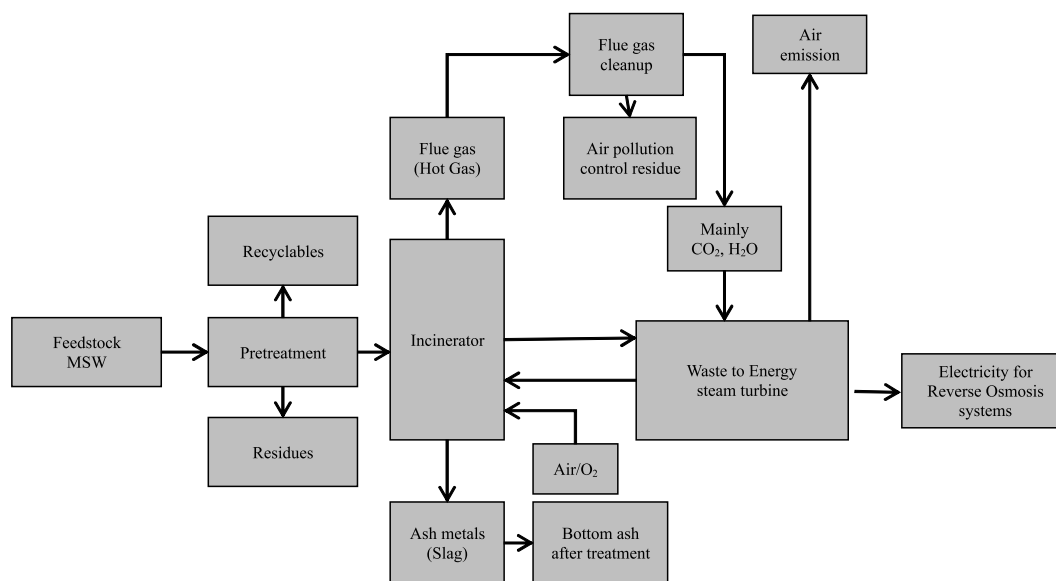 Flue gas
cleanup
Air
emission
Flue gas
(Hot Gas)
Air pollution
control residue
Mainly
CO₂, H₂O
Recyclables
Feedstock
MSW
Pretreatment
Incinerator
Waste to Energy
steam turbine
Electricity for
Reverse Osmosis
systems
Residues
Air/O₂
Ash metals
(Slag)
Bottom ash
after treatment